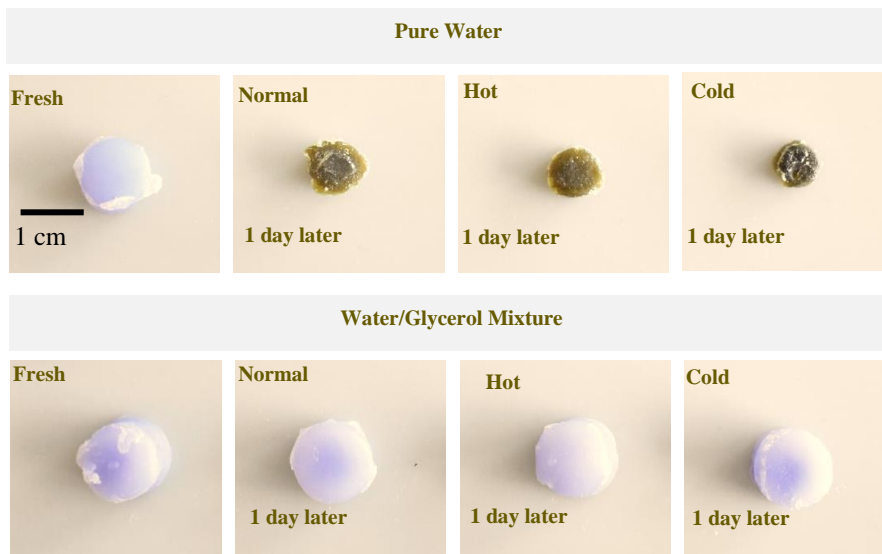 Pure Water
Fresh
Normal
Hot
Cold
1 cm
1 day later
1 day later
1 day later
Water/Glycerol Mixture
Fresh
Normal
Hot
Cold
1 day later
1 day later
1 day later